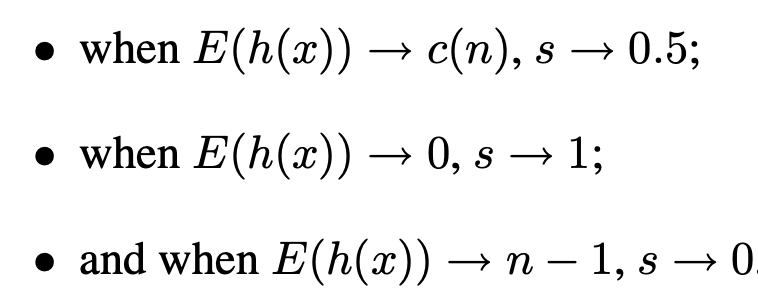 • when E(h(x)) → c(n), s → 0.5;
• when E(h(x)) → 0, s → 1;
• and when E(h(x)) → n − 1, s → 0.